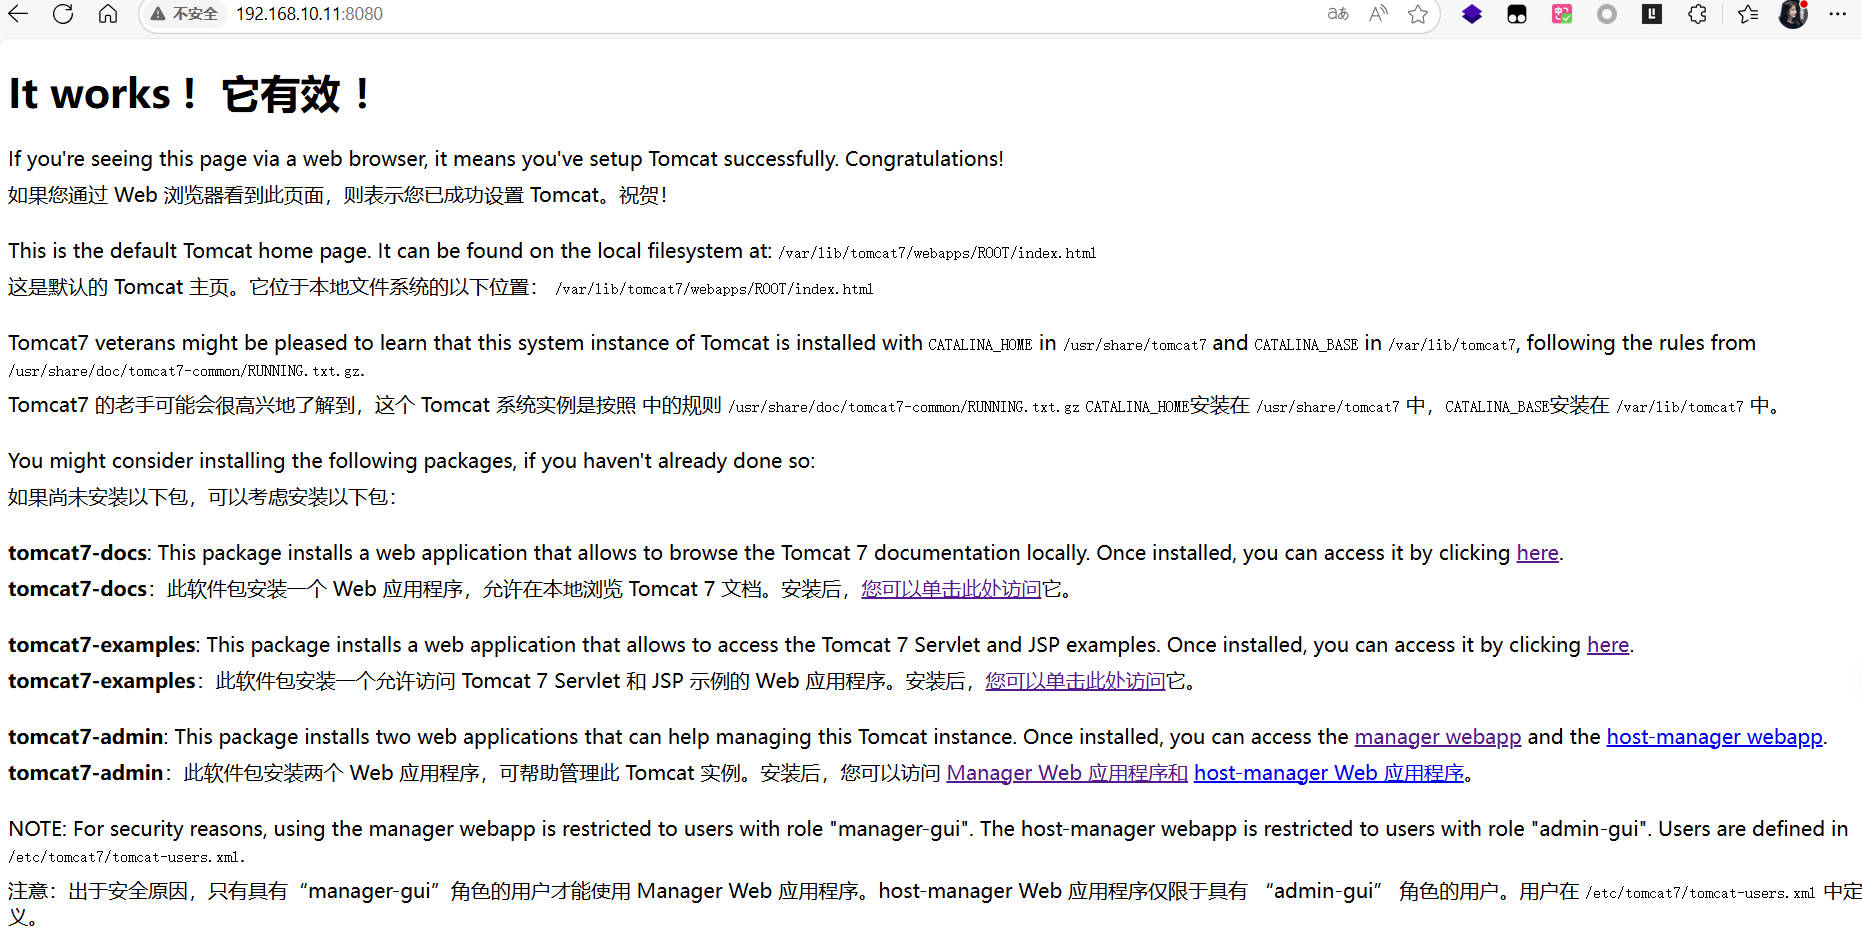 不安全 192.168.10.11:8080
It works！ 它有效！
If you're seeing this page via a web browser, it means you've setup Tomcat successfully. Congratulations!
如果您通过 Web 浏览器看到此页面，则表示您已成功设置 Tomcat。祝贺！
This is the default Tomcat home page. It can be found on the local filesystem at: /var/lib/tomcat7/webapps/ROOT/index.html
这是默认的 Tomcat 主页。它位于本地文件系统的以下位置： /var/lib/tomcat7/webapps/ROOT/index.html
Tomcat7 veterans might be pleased to learn that this system instance of Tomcat is installed with CATALINA_HOME in /usr/share/tomcat7 and CATALINA_BASE in /var/lib/tomcat7, following the rules from
/usr/share/doc/tomcat7-common/RUNNING.txt.gz.
Tomcat7 的老手可能会很高兴地了解到，这个 Tomcat 系统实例是按照 中的规则 /usr/share/doc/tomcat7-common/RUNNING.txt.gz CATALINA_HOME安装在 /usr/share/tomcat7 中，CATALINA_BASE安装在 /var/lib/tomcat7 中。
You might consider installing the following packages, if you haven't already done so:
如果尚未安装以下包，可以考虑安装以下包：
tomcat7-docs: This package installs a web application that allows to browse the Tomcat 7 documentation locally. Once installed, you can access it by clicking here.
tomcat7-docs：此软件包安装一个 Web 应用程序，允许在本地浏览 Tomcat 7 文档。安装后，您可以单击此处访问它。
tomcat7-examples: This package installs a web application that allows to access the Tomcat 7 Servlet and JSP examples. Once installed, you can access it by clicking here.
tomcat7-examples：此软件包安装一个允许访问 Tomcat 7 Servlet 和 JSP 示例的 Web 应用程序。安装后，您可以单击此处访问它。
tomcat7-admin: This package installs two web applications that can help managing this Tomcat instance. Once installed, you can access the manager webapp and the host-manager webapp.
tomcat7-admin：此软件包安装两个 Web 应用程序，可帮助管理此 Tomcat 实例。安装后，您可以访问 Manager Web 应用程序和 host-manager Web 应用程序。
NOTE: For security reasons, using the manager webapp is restricted to users with role "manager-gui". The host-manager webapp is restricted to users with role "admin-gui". Users are defined in
/etc/tomcat7/tomcat-users.xml.
注意：出于安全原因，只有具有“manager-gui”角色的用户才能使用 Manager Web 应用程序。host-manager Web 应用程序仅限于具有 “admin-gui” 角色的用户。用户在 /etc/tomcat7/tomcat-users.xml 中定
义。